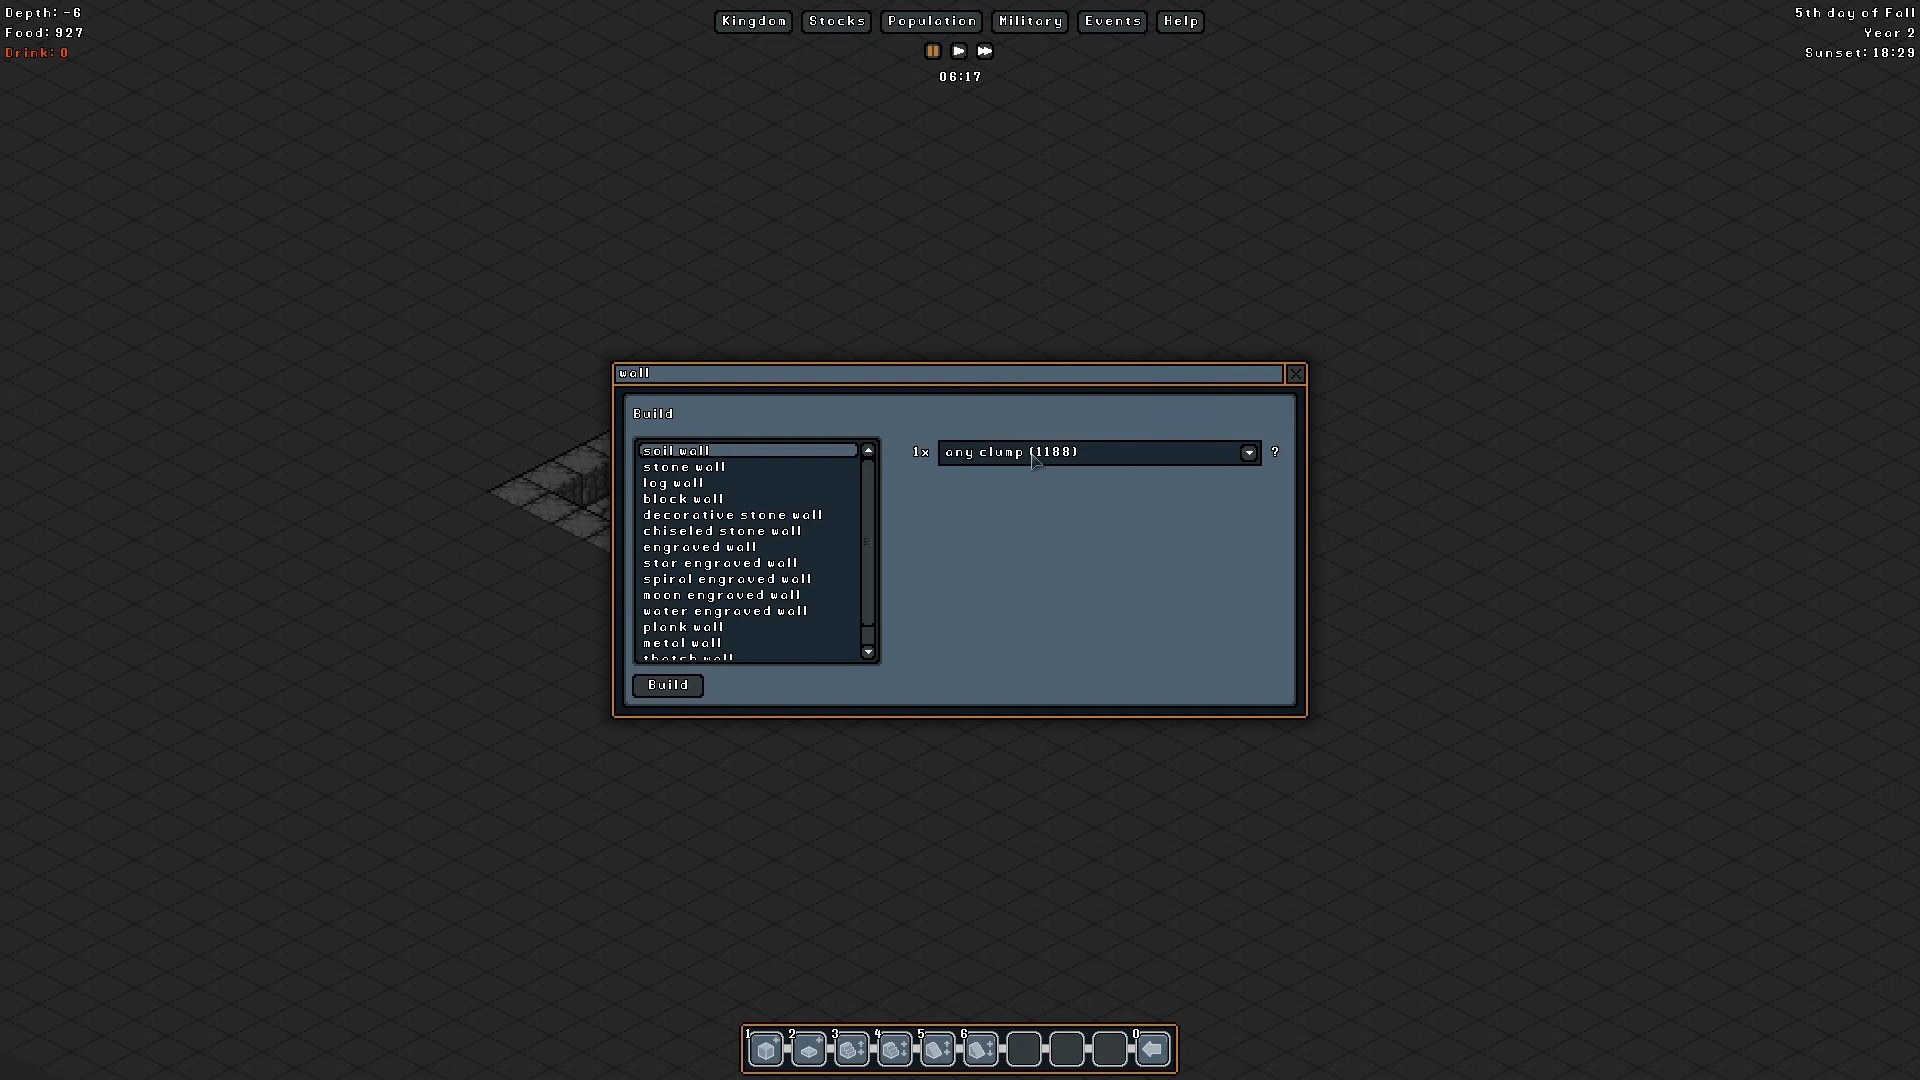 Depth: -6
Food: 927
Drink: 0
Kingdom Stocks Population Military Events Help
06:17
5th day of Fall
Year 2
Sunset: 18:29
wall
Build
soil wall
stone wall
log wall
block wall
decorative stone wall
chiseled stone wall
engraved wall
star engraved wall
spiral engraved wall
moon engraved wall
water engraved wall
plank wall
metal wall
thatch wall
1x any clump (1188) ?
Build
1 2 3 4 5 6 0